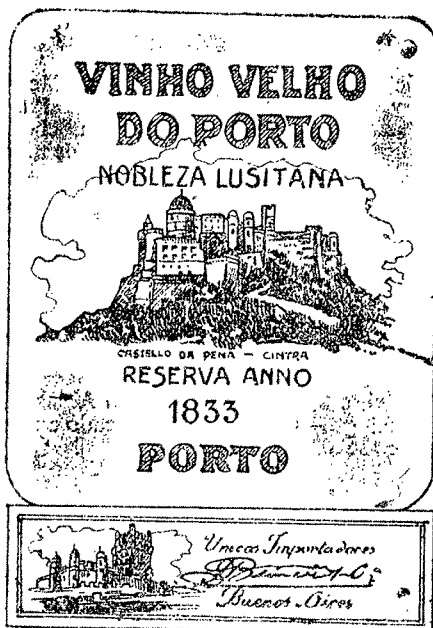 VINHO VELHO
DO PORTO
NOBLEZA LUSITANA
CASTELLO DA PENA - CINTRA
RESERVA ANNO
1833
PORTO
Unicos Importadores
Buenos Aires